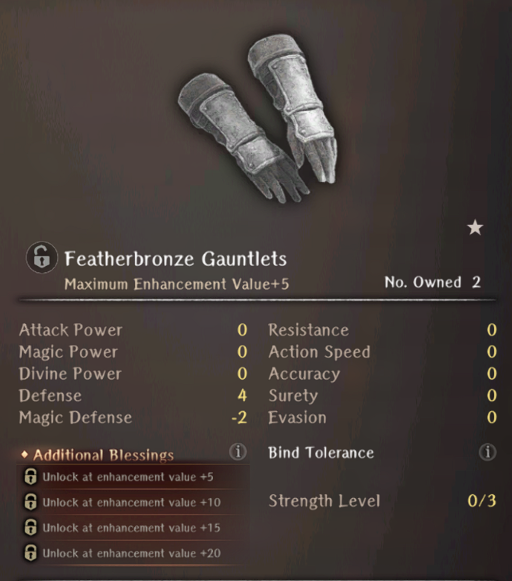 Featherbronze Gauntlets
Maximum Enhancement Value+5
No. Owned 2
Attack Power 0
Magic Power 0
Divine Power 0
Defense 4
Magic Defense -2
Resistance 0
Action Speed 0
Accuracy 0
Surety 0
Evasion 0
Additional Blessings
Unlock at enhancement value +5
Unlock at enhancement value +10
Unlock at enhancement value +15
Unlock at enhancement value +20
Bind Tolerance
Strength Level 0/3